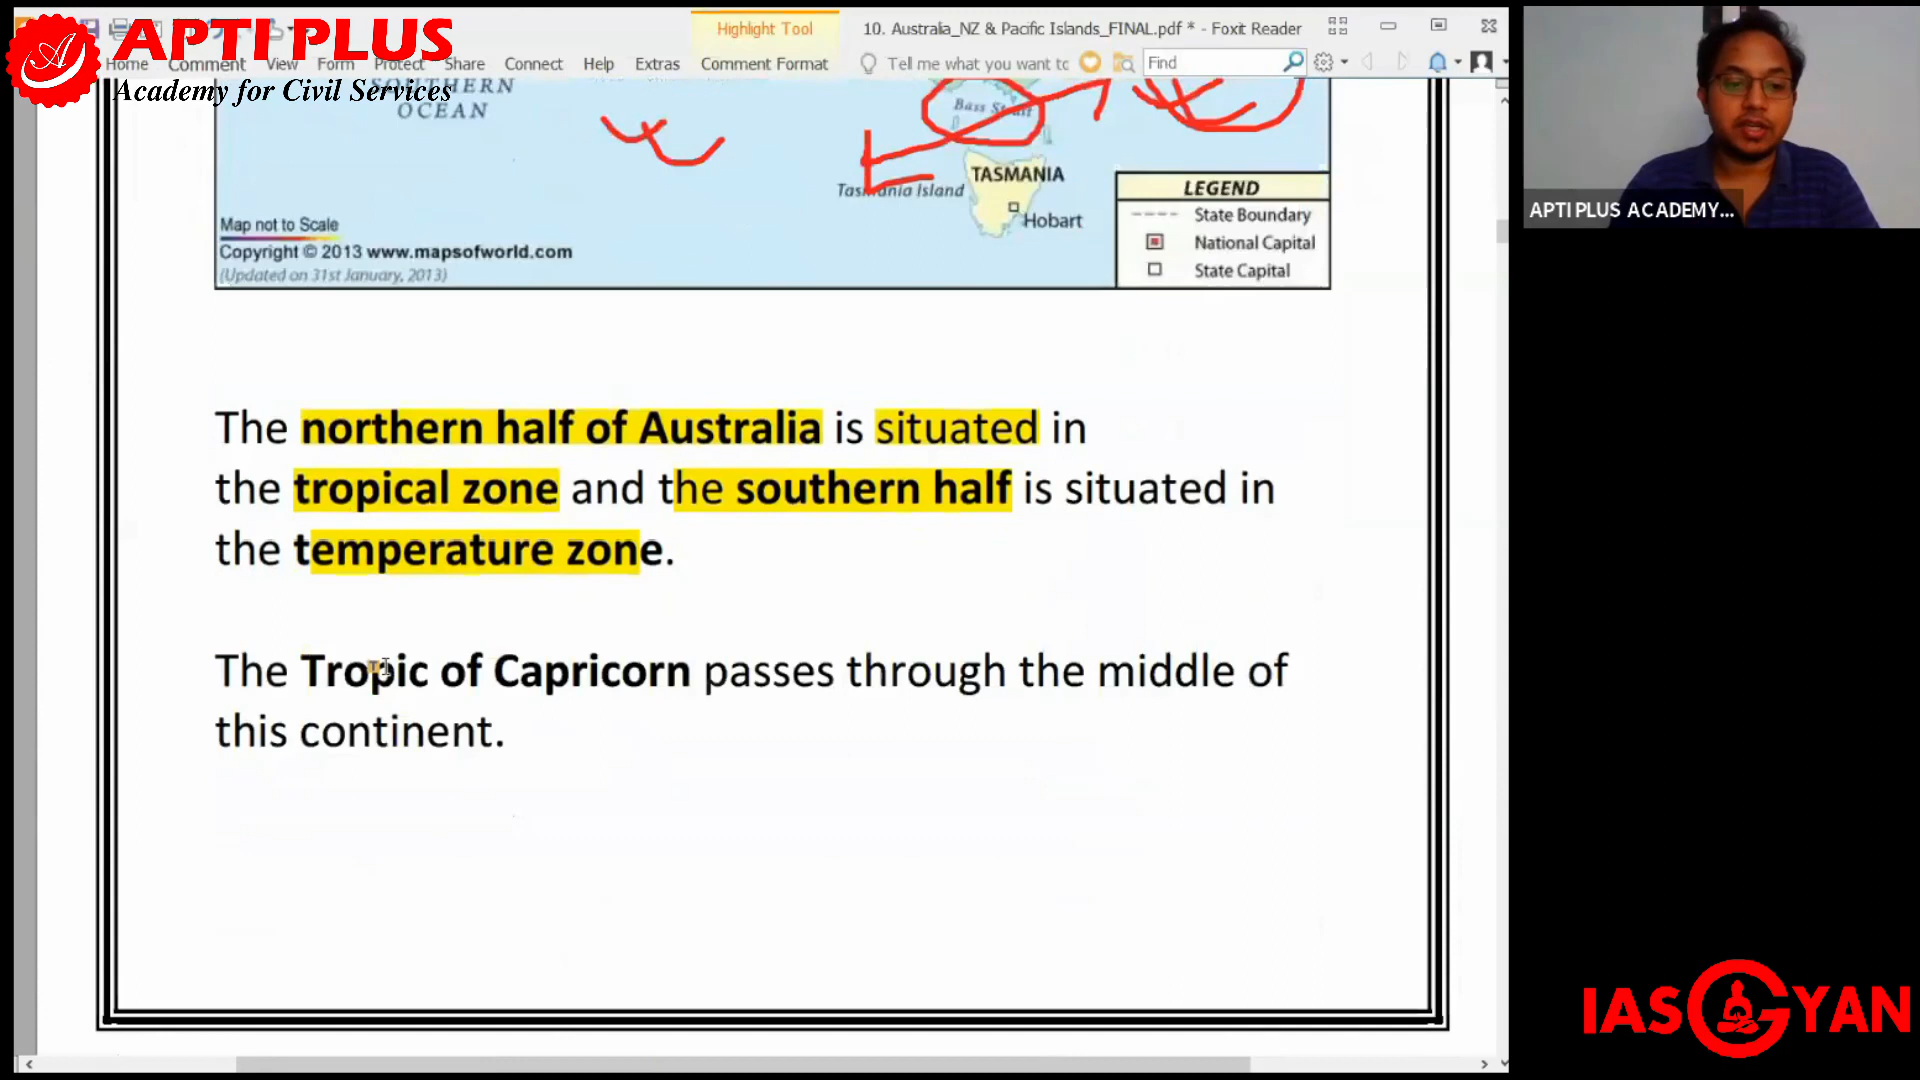 APTI PLUS
Academy for Civil Services
Highlight Tool
10. Australia_NZ & Pacific Islands_FINAL.pdf * - Foxit Reader
Home Comment View Form Protect Share Connect Help Extras Comment Format
Tell me what you want to
Find
OCEAN
TASMANIA
Tasmania Island
Hobart
LEGEND
State Boundary
National Capital
State Capital
Map not to Scale
Copyright © 2013 www.mapsofworld.com
(Updated on 31st January, 2013)
The northern half of Australia is situated in
the tropical zone and the southern half is situated in
the temperature zone.
The Tropic of Capricorn passes through the middle of
this continent.
APTI PLUS ACADEMY...
IAS GYAN